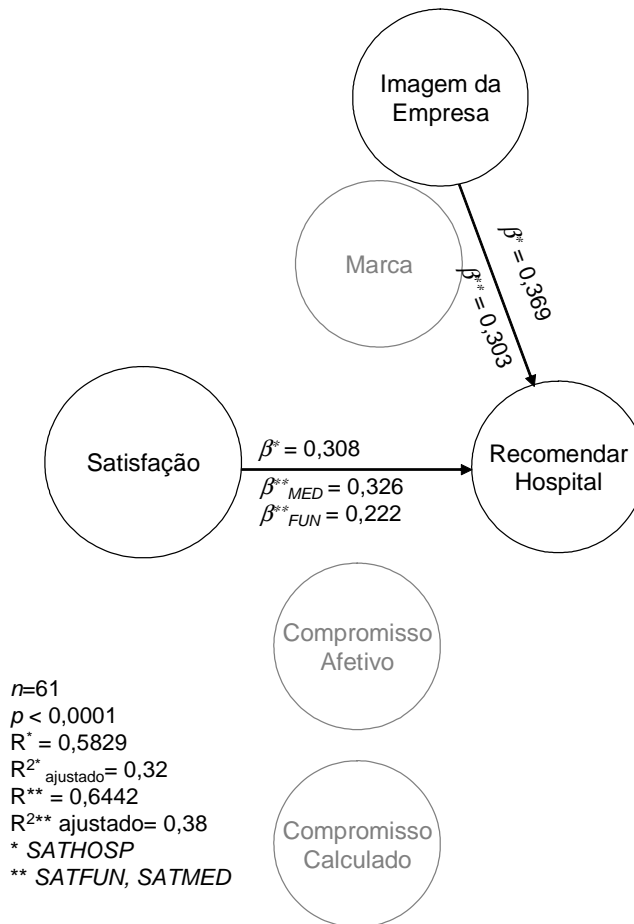 Imagem da
Empresa
Marca
β* = 0,369
β** = 0,303
Satisfação
β* = 0,308
β**MED = 0,326
β**FUN = 0,222
Recomendar
Hospital
Compromisso
Afetivo
Compromisso
Calculado
n=61
p < 0,0001
R* = 0,5829
R²* ajustado= 0,32
R** = 0,6442
R²** ajustado= 0,38
* SATHOSP
** SATFUN, SATMED